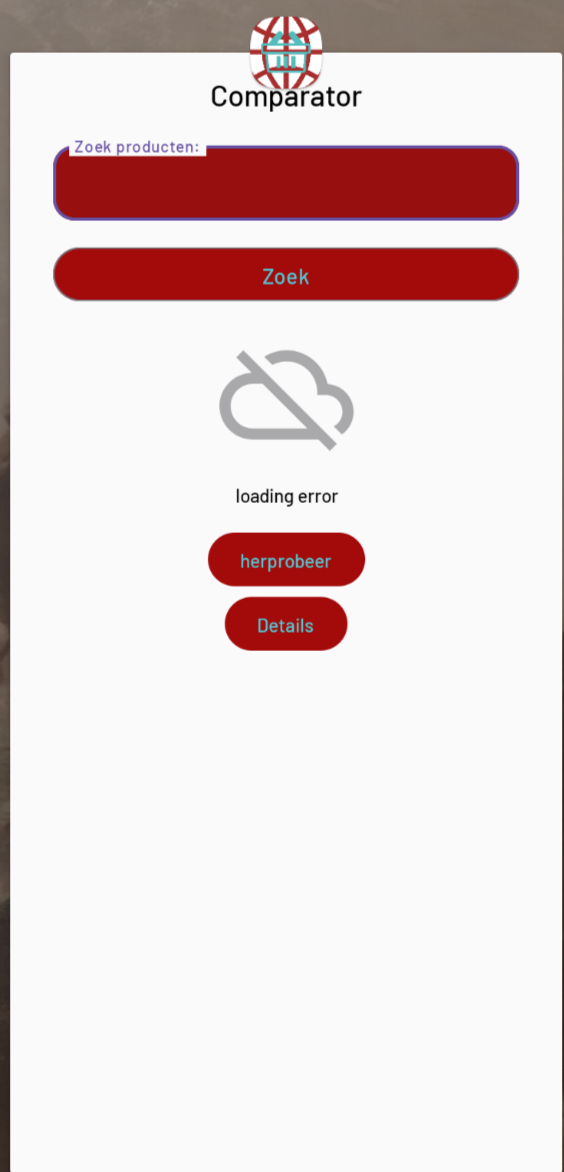 Comparator
Zoek producten:
Zoek
loading error
herprobeer
Details